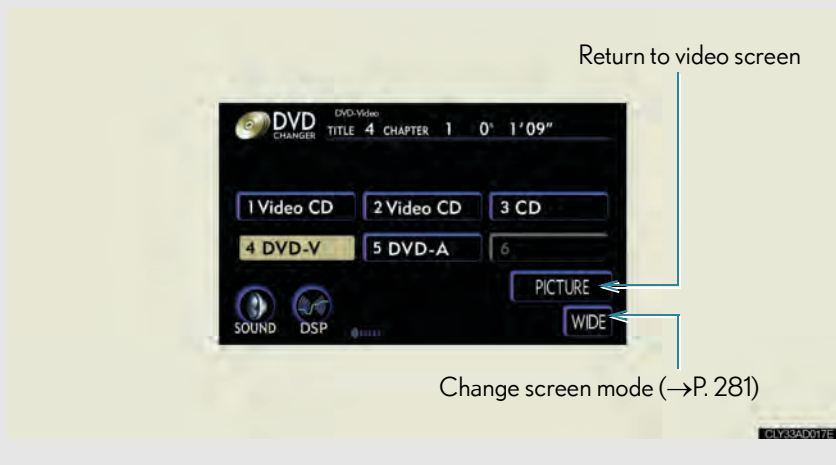 Return to video screen
DVD-Video
DVD
CHANGER
TITLE 4 CHAPTER 1 0ʰ 1'09"
1 Video CD 2 Video CD 3 CD
4 DVD-V 5 DVD-A 6
PICTURE
SOUND DSP WIDE
Change screen mode (→P. 281)
CLY33AD017E